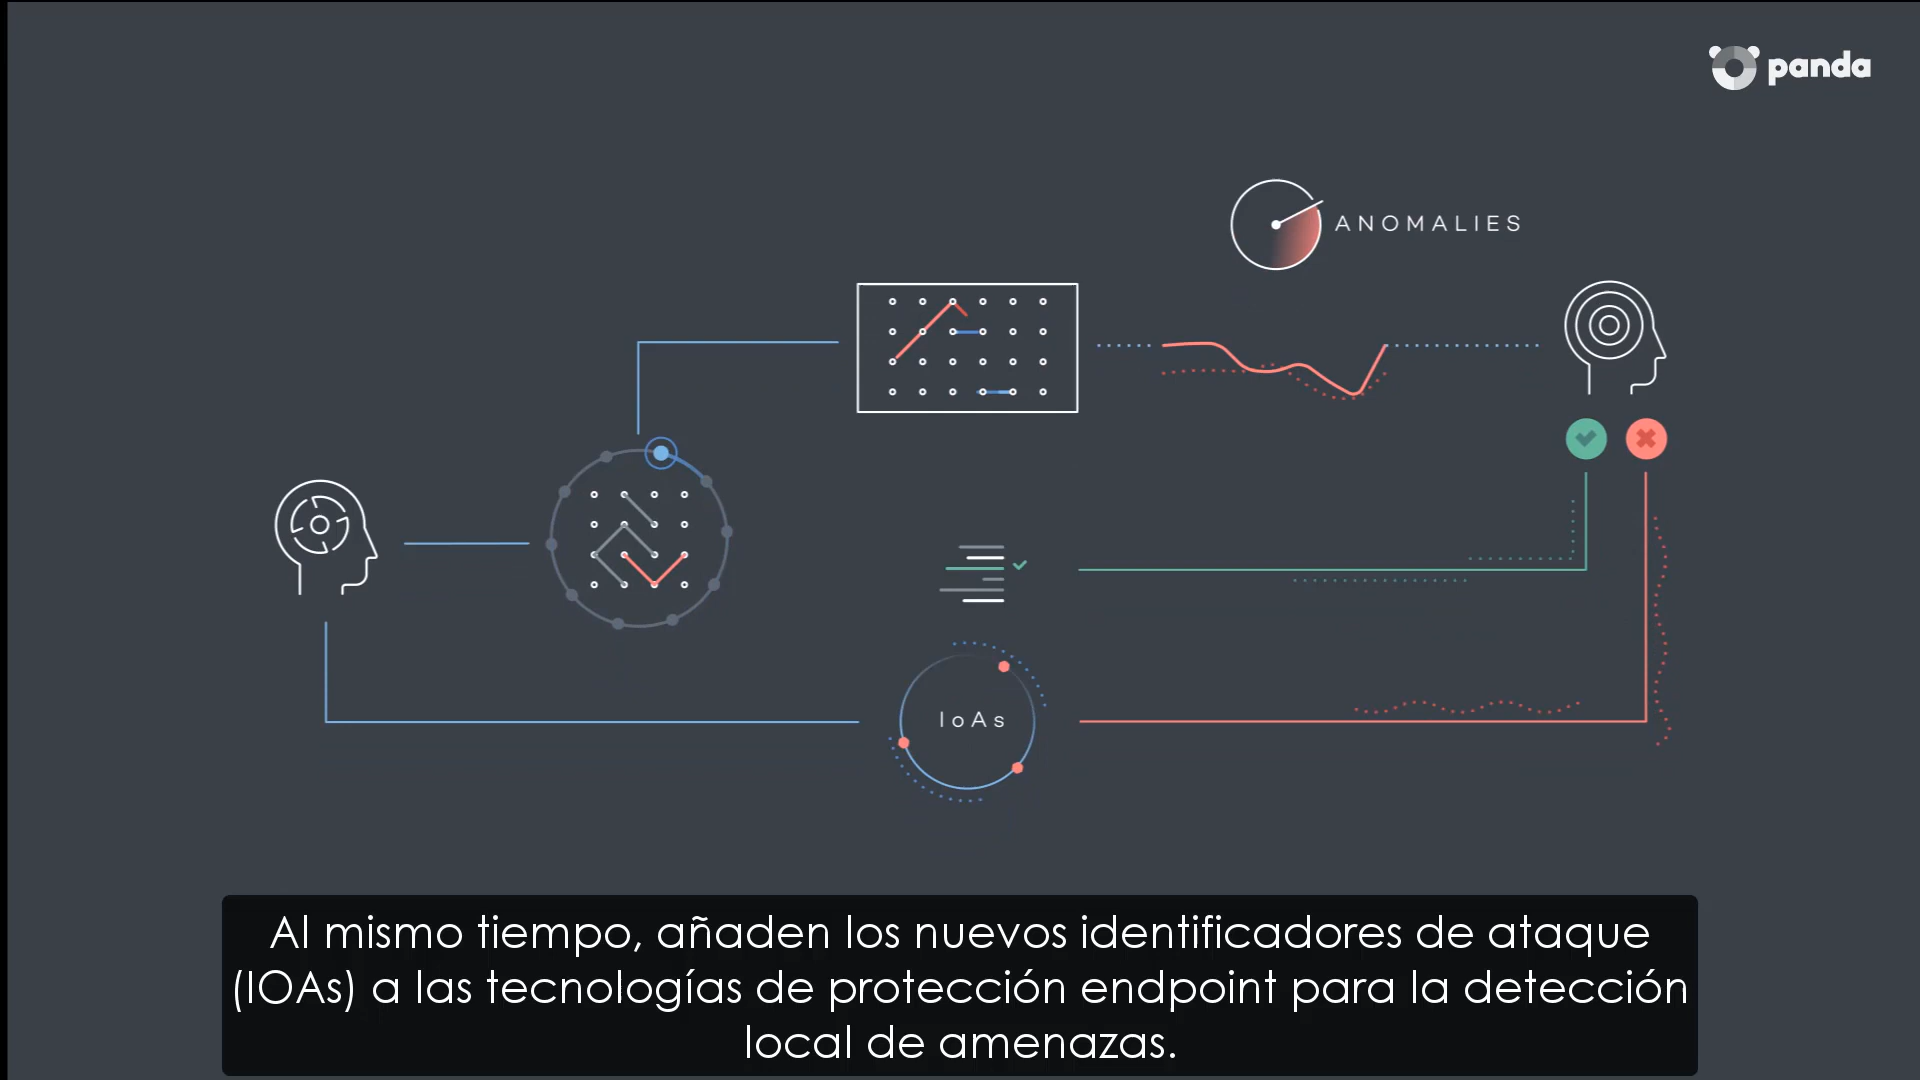 panda
ANOMALIES
IoAs
Al mismo tiempo, añaden los nuevos identificadores de ataque
(IOAs) a las tecnologías de protección endpoint para la detección
local de amenazas.